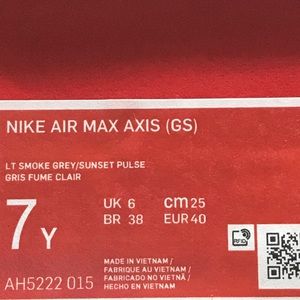 NIKE AIR MAX AXIS (GS)
LT SMOKE GREY/SUNSET PULSE
GRIS FUME CLAIR
7Y
UK 6 cm 25
BR 38 EUR 40
RFID
MADE IN VIETNAM /
FABRIQUE AU VIETNAM /
FABRICADO NO VIETNÃ /
HECHO EN VIETNAM
AH5222 015